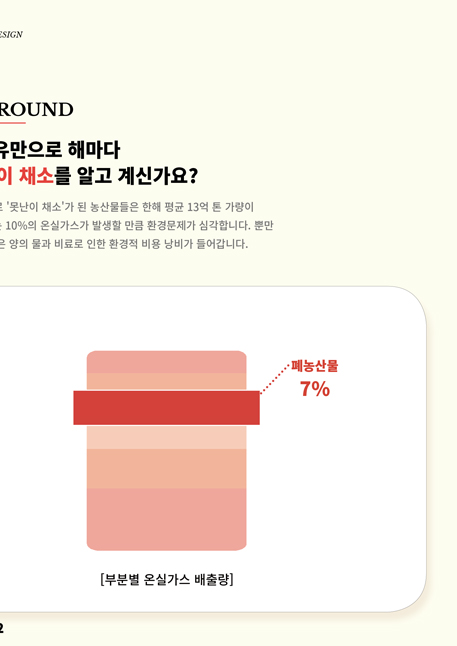 ESIGN
ROUND
유만으로 해마다
이 채소를 알고 계신가요?
로 '못난이 채소'가 된 농산물들은 한해 평균 13억 톤 가량이
는 10%의 온실가스가 발생할 만큼 환경문제가 심각합니다. 뿐만
은 양의 물과 비료로 인한 환경적 비용 낭비가 들어갑니다.
폐농산물
7%
[부분별 온실가스 배출량]
2